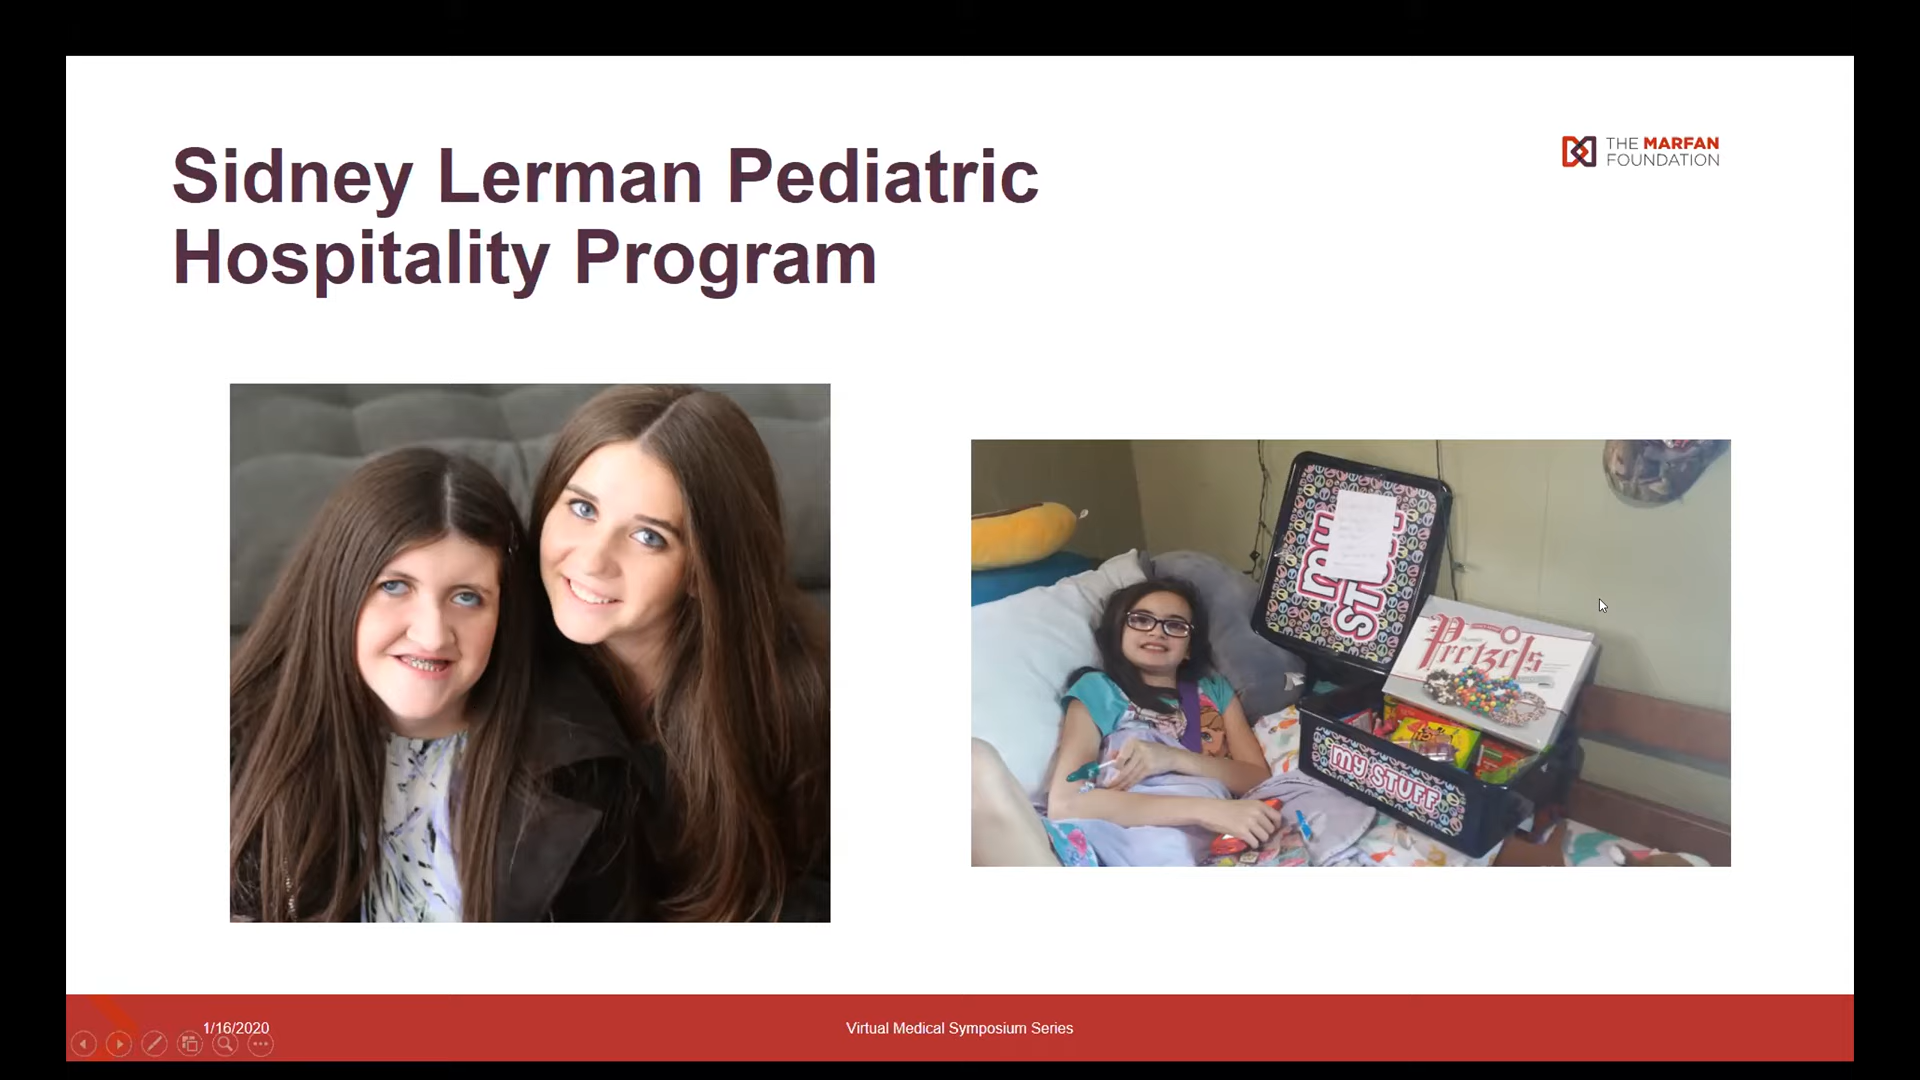 Sidney Lerman Pediatric
Hospitality Program
THE MARFAN
FOUNDATION
my
STUFF
Pretzels
my STUFF
1/16/2020
Virtual Medical Symposium Series